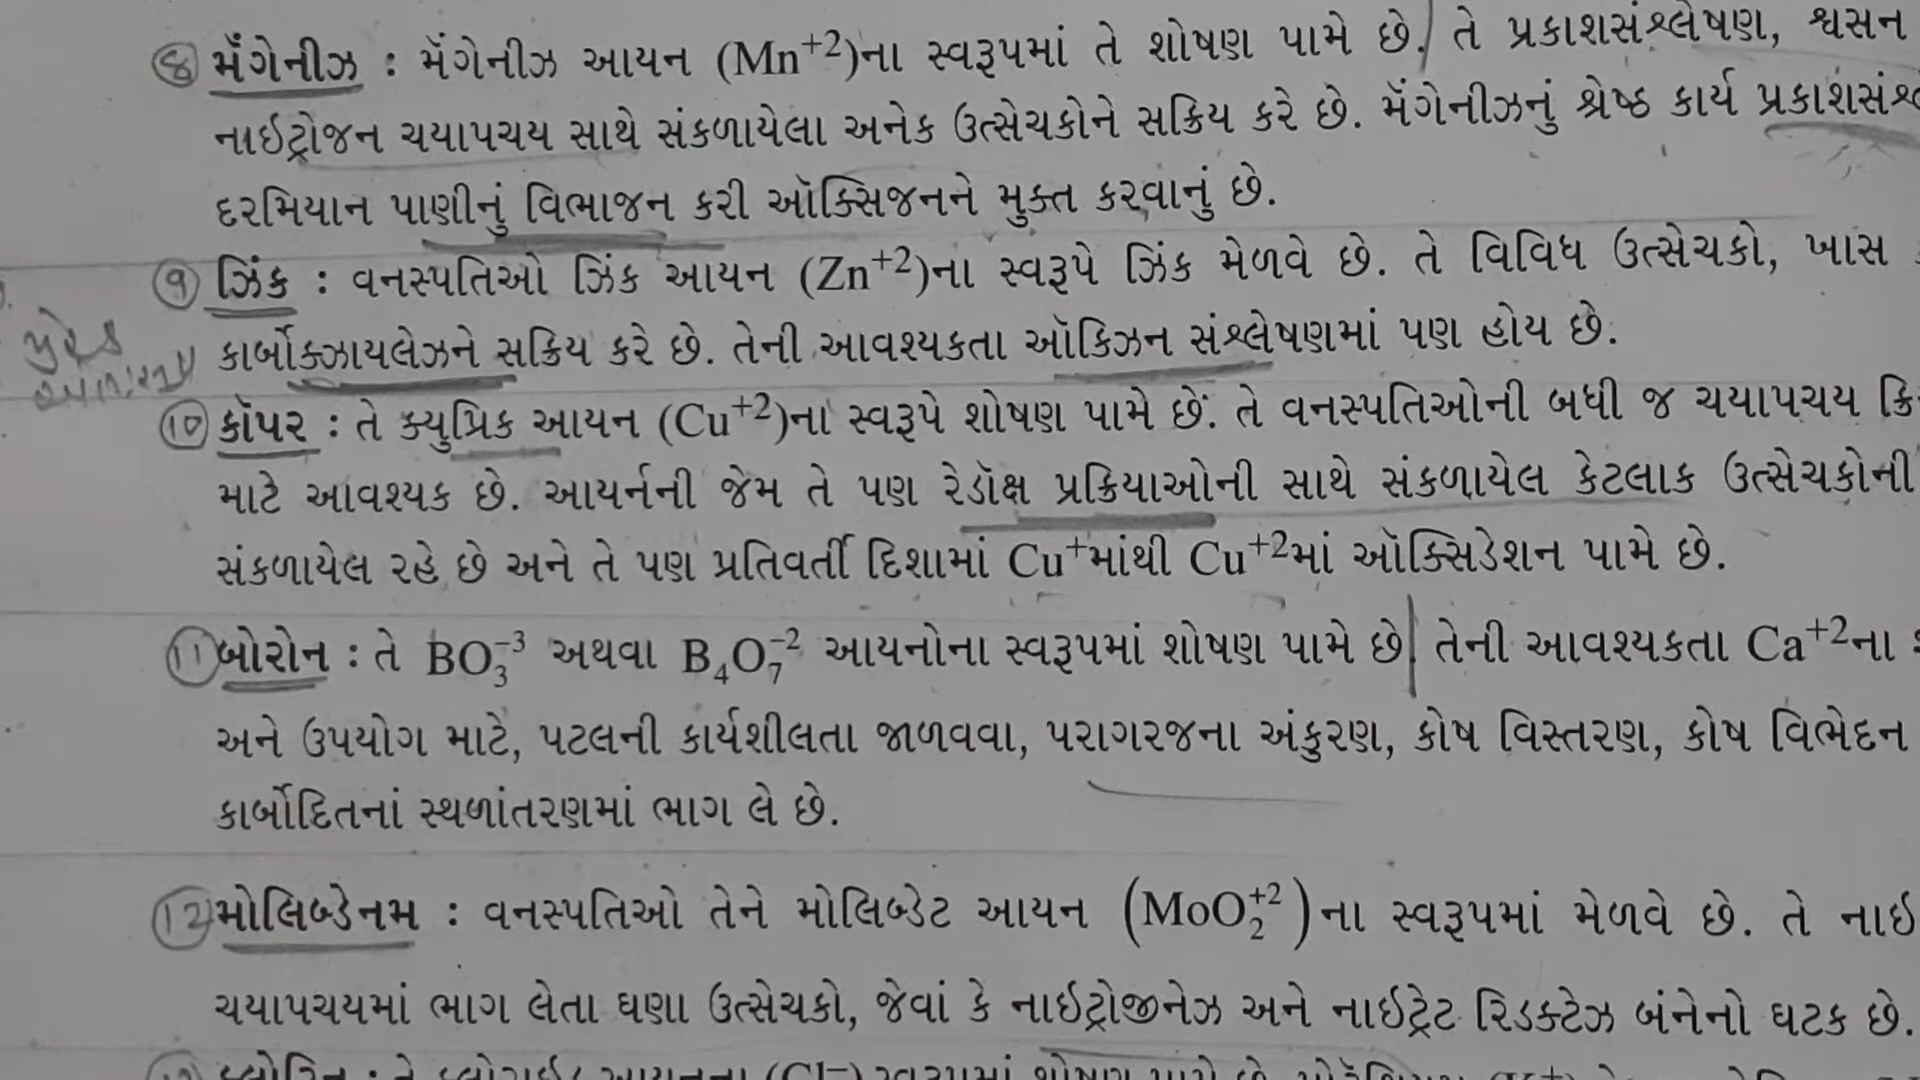 (8) મૅંગેનીઝ : મૅંગેનીઝ આયન (Mn⁺²)ના સ્વરૂપમાં તે શોષણ પામે છે. તે પ્રકાશસંશ્લેષણ, શ્વસન
નાઇટ્રોજન ચયાપચય સાથે સંકળાયેલા અનેક ઉત્સેચકોને સક્રિય કરે છે. મૅંગેનીઝનું શ્રેષ્ઠ કાર્ય
દરમિયાન પાણીનું વિભાજન કરી ઑક્સિજનને મુક્ત કરવાનું છે.
(9) ઝિંક : વનસ્પતિઓ ઝિંક આયન (Zn⁺²)ના સ્વરૂપે ઝિંક મેળવે છે. તે વિવિધ ઉત્સેચકો, ખાસ
કાર્બોક્ઝાયલેઝને સક્રિય કરે છે. તેની આવશ્યકતા ઑક્ઝિન સંશ્લેષણમાં પણ હોય છે.
(10) કૉપર : તે ક્યુપ્રિક આયન (Cu⁺²)ના સ્વરૂપે શોષણ પામે છે. તે વનસ્પતિઓની બધી જ ચયાપચય
માટે આવશ્યક છે. આયર્નની જેમ તે પણ રેડૉક્ષ પ્રક્રિયાઓની સાથે સંકળાયેલ કેટલાક ઉત્સેચકોની
સંકળાયેલ રહે છે અને તે પણ પ્રતિવર્તી દિશામાં Cu⁺માંથી Cu⁺²માં ઑક્સિડેશન પામે છે.
(11) બોરોન : તે BO₃⁻³ અથવા B₄O₇⁻² આયનોના સ્વરૂપમાં શોષણ પામે છે તેની આવશ્યકતા Ca⁺²ના
અને ઉપયોગ માટે, પટલની કાર્યશીલતા જાળવવા, પરાગરજના અંકુરણ, કોષ વિસ્તરણ, કોષ વિભેદન
કાર્બોદિતનાં સ્થળાંતરણમાં ભાગ લે છે.
(12) મોલિબ્ડેનમ : વનસ્પતિઓ તેને મોલિબ્ડેટ આયન (MoO₂⁺²)ના સ્વરૂપમાં મેળવે છે. તે
ચયાપચયમાં ભાગ લેતા ઘણા ઉત્સેચકો, જેવાં કે નાઇટ્રોજીનેઝ અને નાઇટ્રેટ રિડક્ટેઝ બંનેનો ઘટક છે.